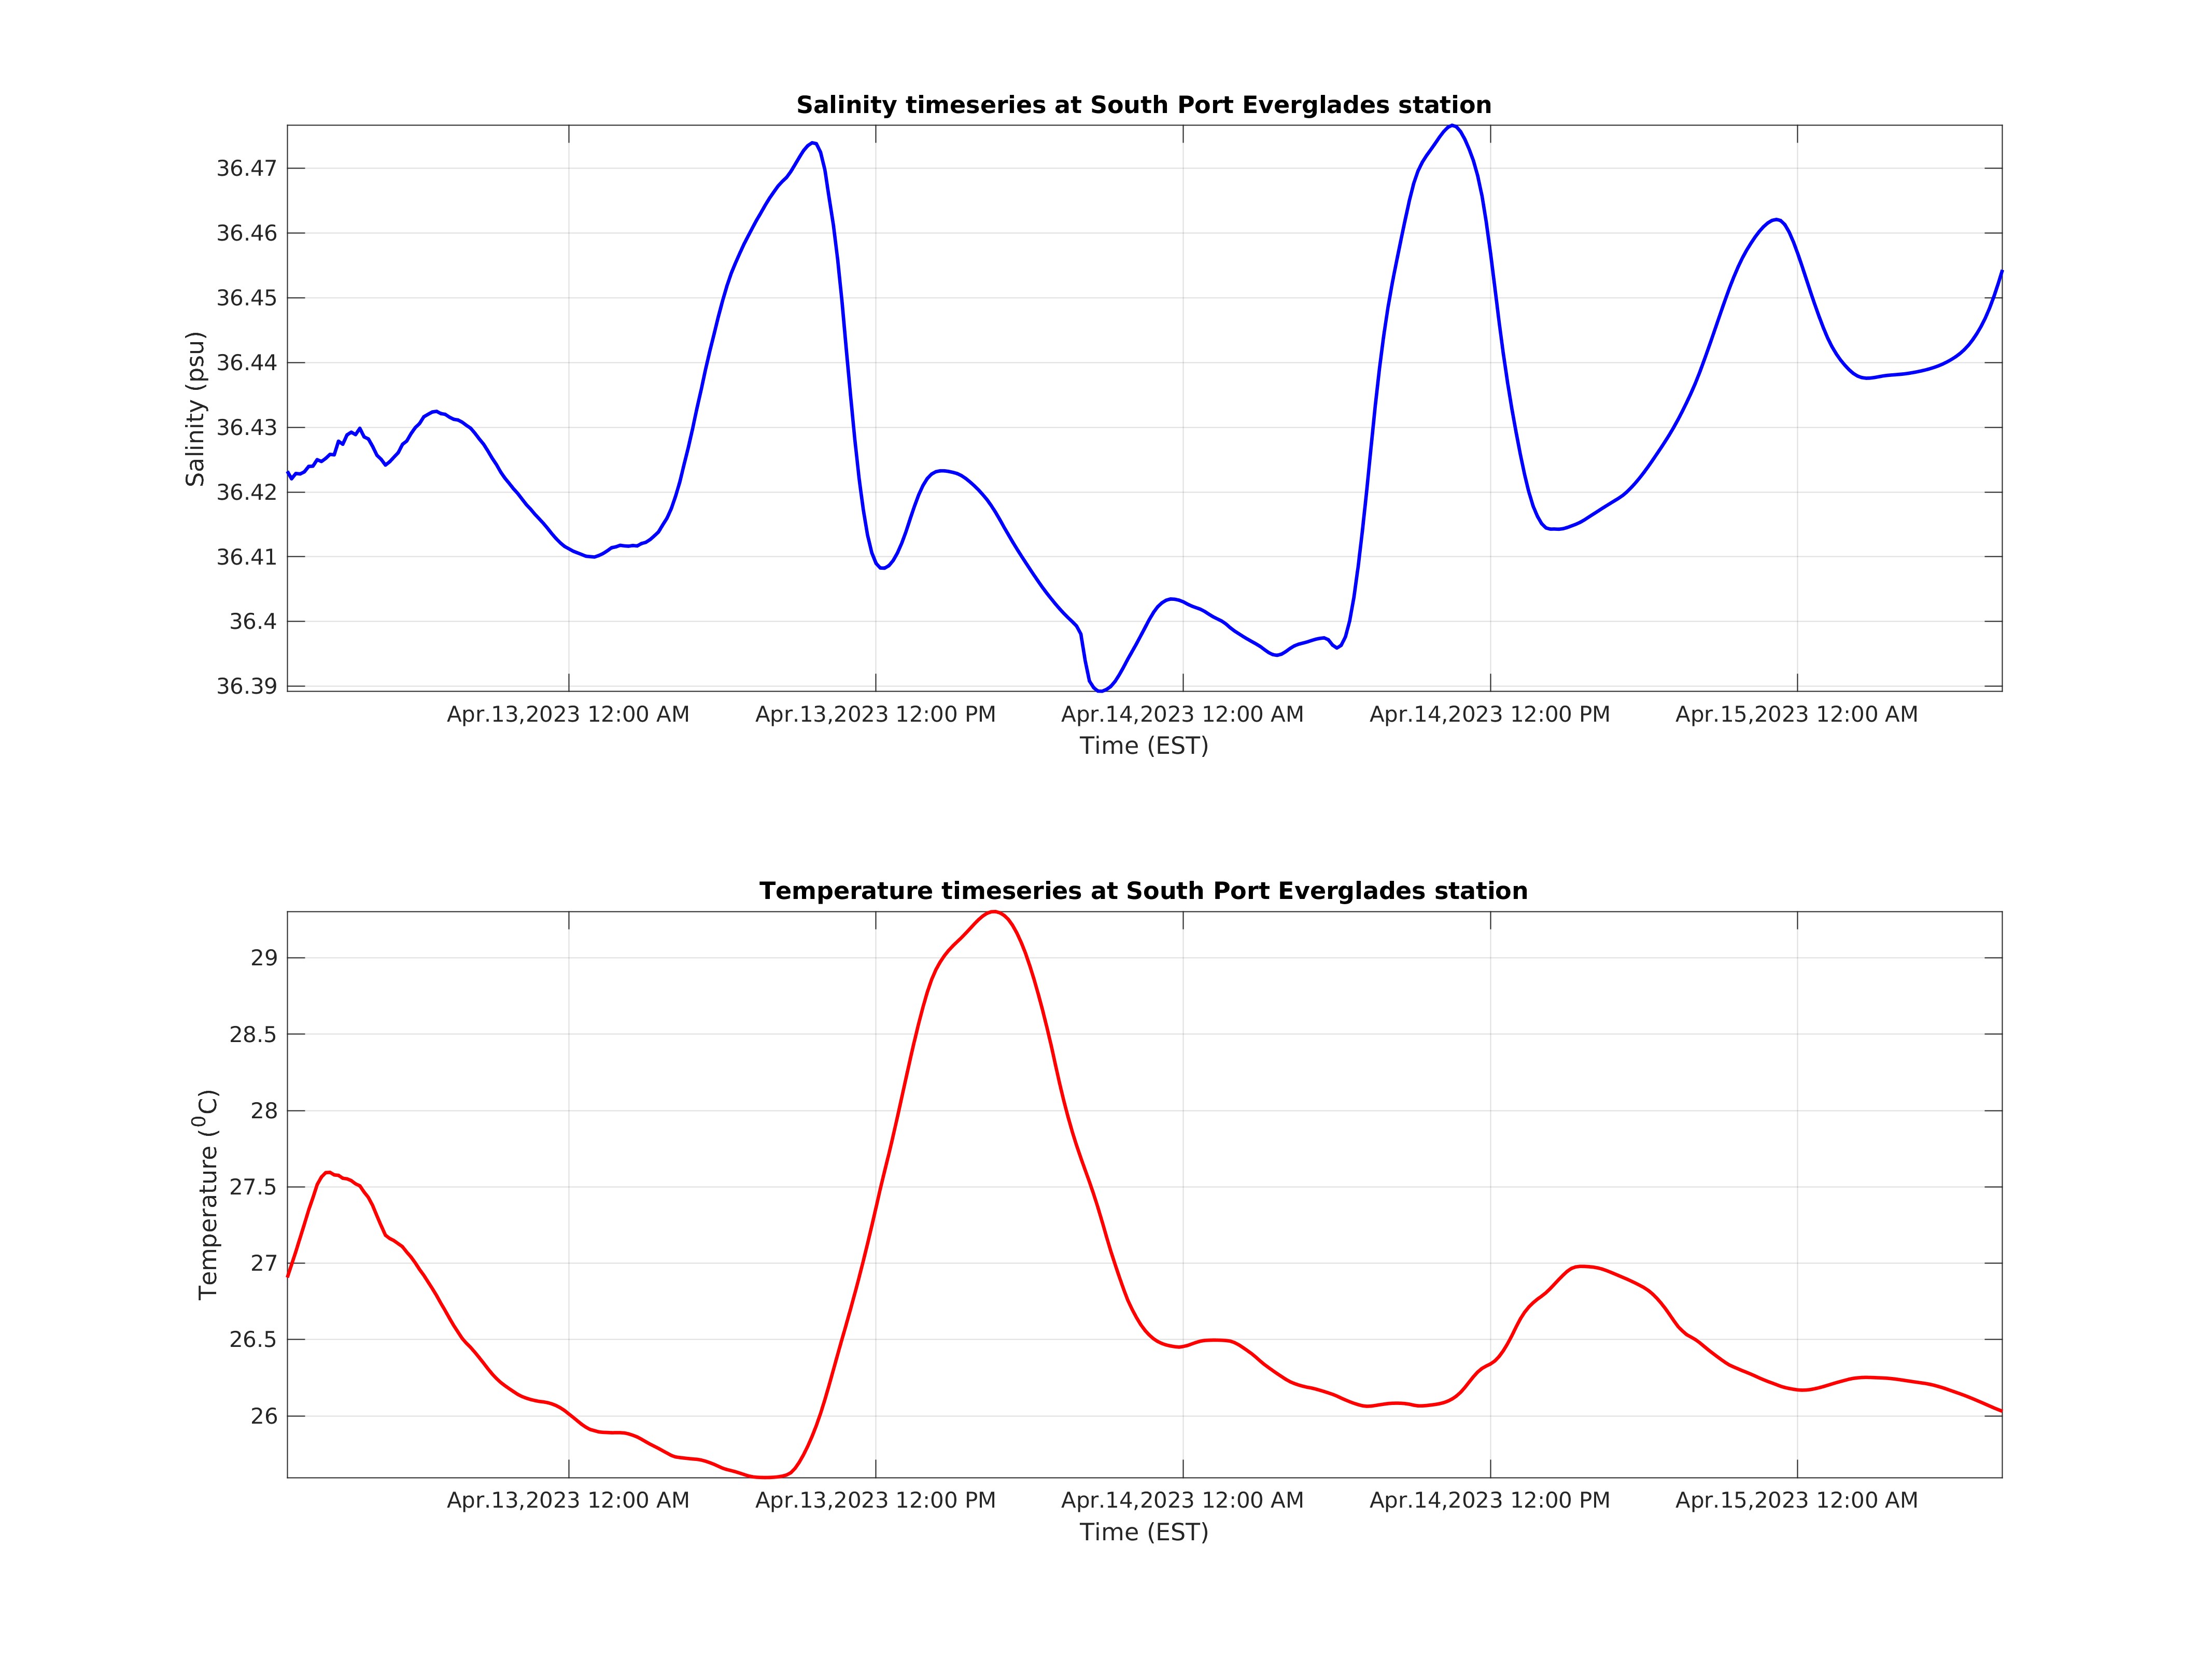 Salinity timeseries at South Port Everglades station
36.47
36.46
36.45
36.44
36.43
36.42
36.41
36.4
36.39
Salinity (psu)
Apr.13,2023 12:00 AM Apr.13,2023 12:00 PM Apr.14,2023 12:00 AM Apr.14,2023 12:00 PM Apr.15,2023 12:00 AM
Time (EST)
Temperature timeseries at South Port Everglades station
29
28.5
28
27.5
27
26.5
26
Temperature (⁰C)
Apr.13,2023 12:00 AM Apr.13,2023 12:00 PM Apr.14,2023 12:00 AM Apr.14,2023 12:00 PM Apr.15,2023 12:00 AM
Time (EST)